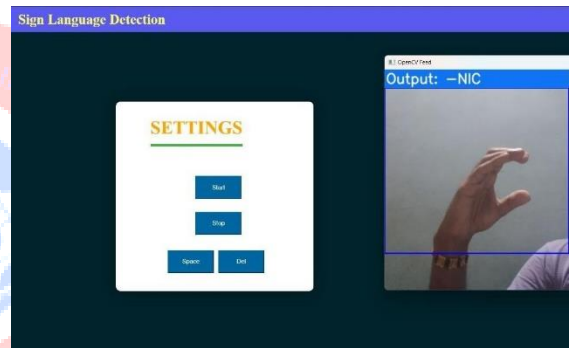 Sign Language Detection
SETTINGS
Start
Stop
Space Del
OpenCV Feed
Output: -NIC